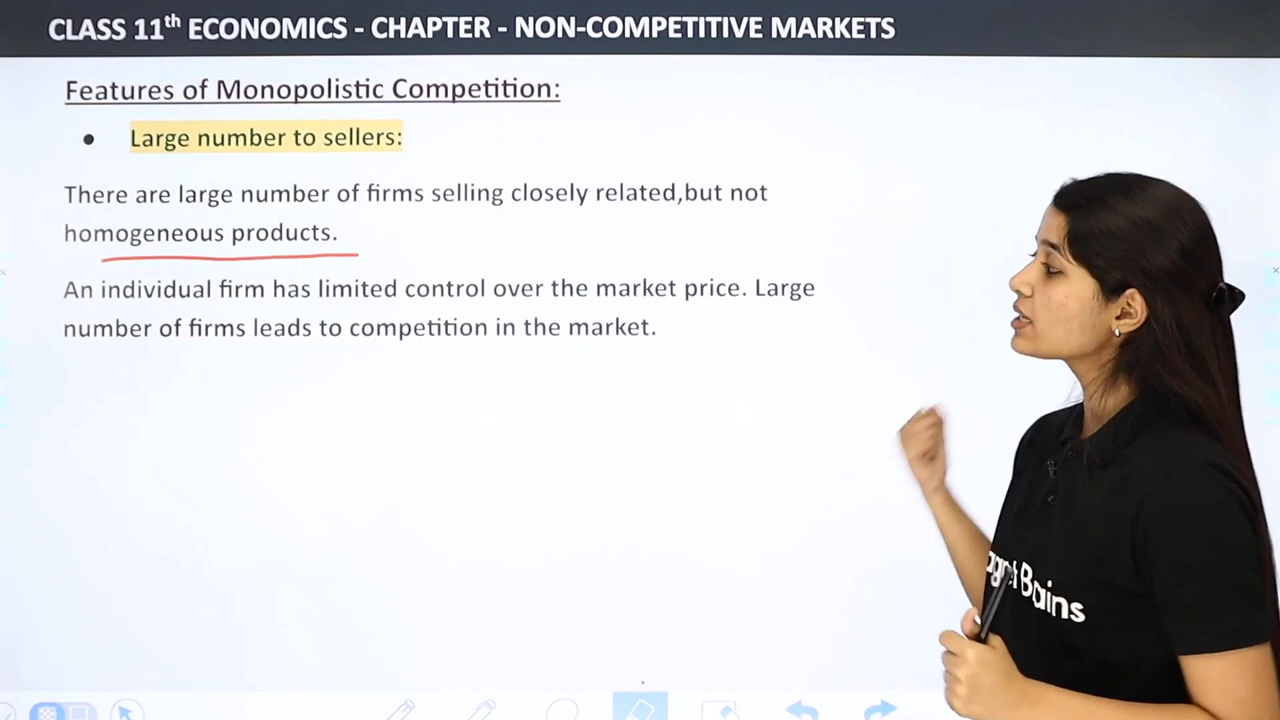 CLASS 11th ECONOMICS - CHAPTER - NON-COMPETITIVE MARKETS
Features of Monopolistic Competition:
• Large number to sellers:
There are large number of firms selling closely related,but not
homogeneous products.
An individual firm has limited control over the market price. Large
number of firms leads to competition in the market.